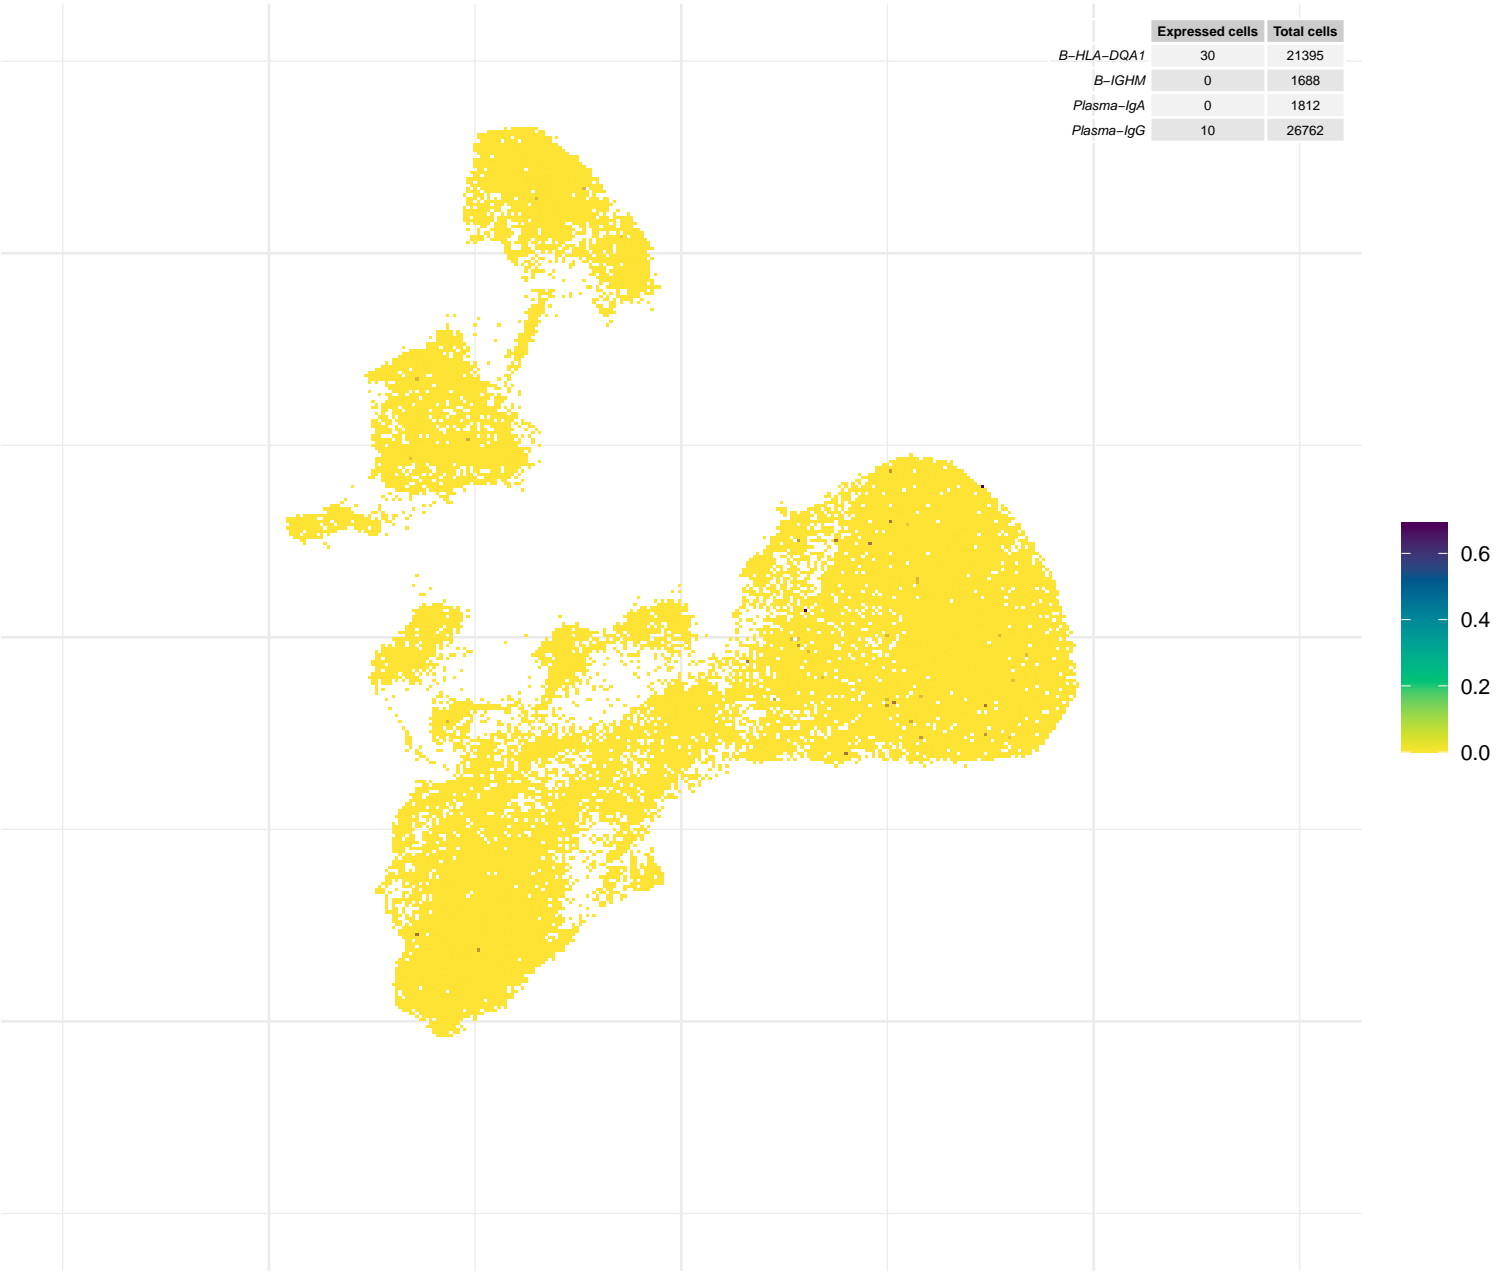 Expressed cells Total cells
B−HLA−DQA1 30 21395
B−IGHM 0 1688
Plasma−IgA 0 1812
Plasma−IgG 10 26762
0.6
0.4
0.2
0.0